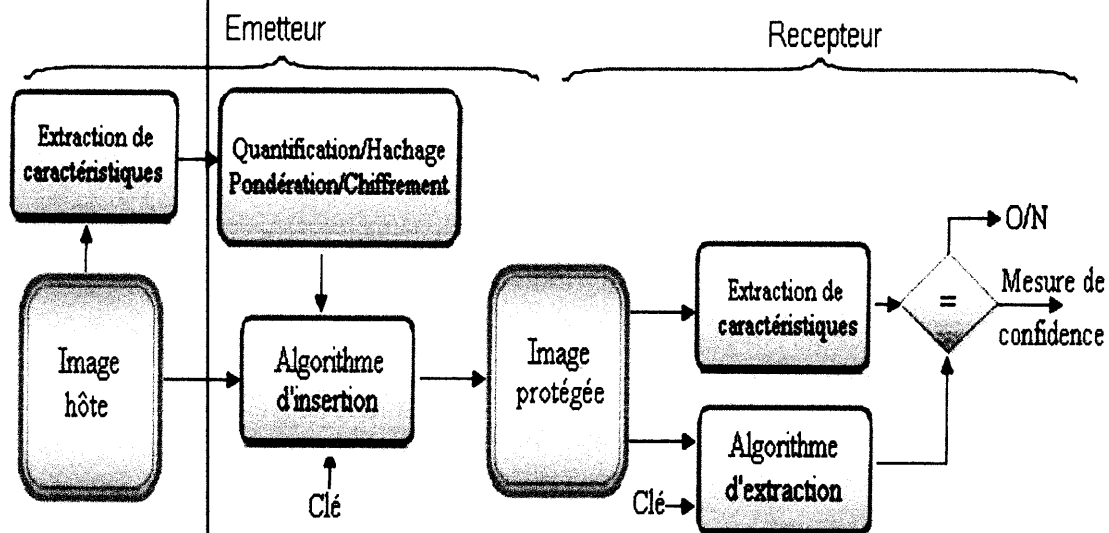 Emetteur
Recepteur
Extraction de
caractéristiques
Quantification/Hachage
Pondération/Chiffrement
O/N
Mesure de
confidence
Extraction de
caractéristiques
=
Image
hôte
Algorithme
d'insertion
Image
protégée
Algorithme
d'extraction
Clé
Clé